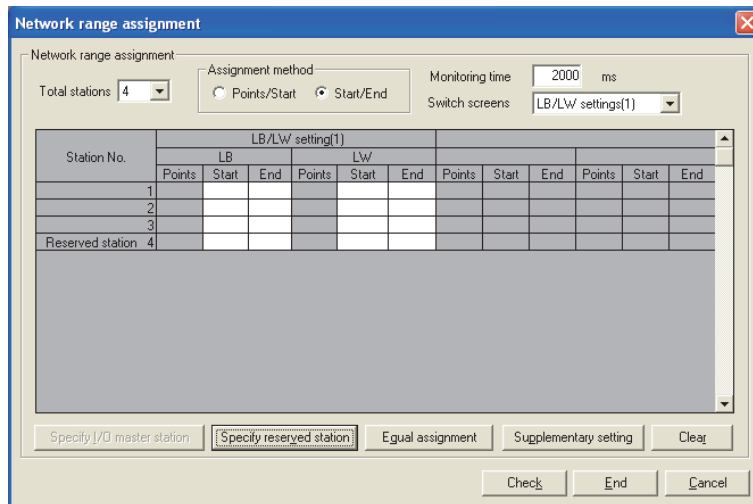 Network range assignment
Network range assignment
Total stations 4
Assignment method
Points/Start Start/End
Monitoring time 2000 ms
Switch screens LB/LW settings(1)
Station No. LB/LW setting(1)
LB LW
Points Start End Points Start End Points Start End Points Start End
1
2
3
Reserved station 4
Specify I/O master station Specify reserved station Equal assignment Supplementary setting Clear
Check End Cancel